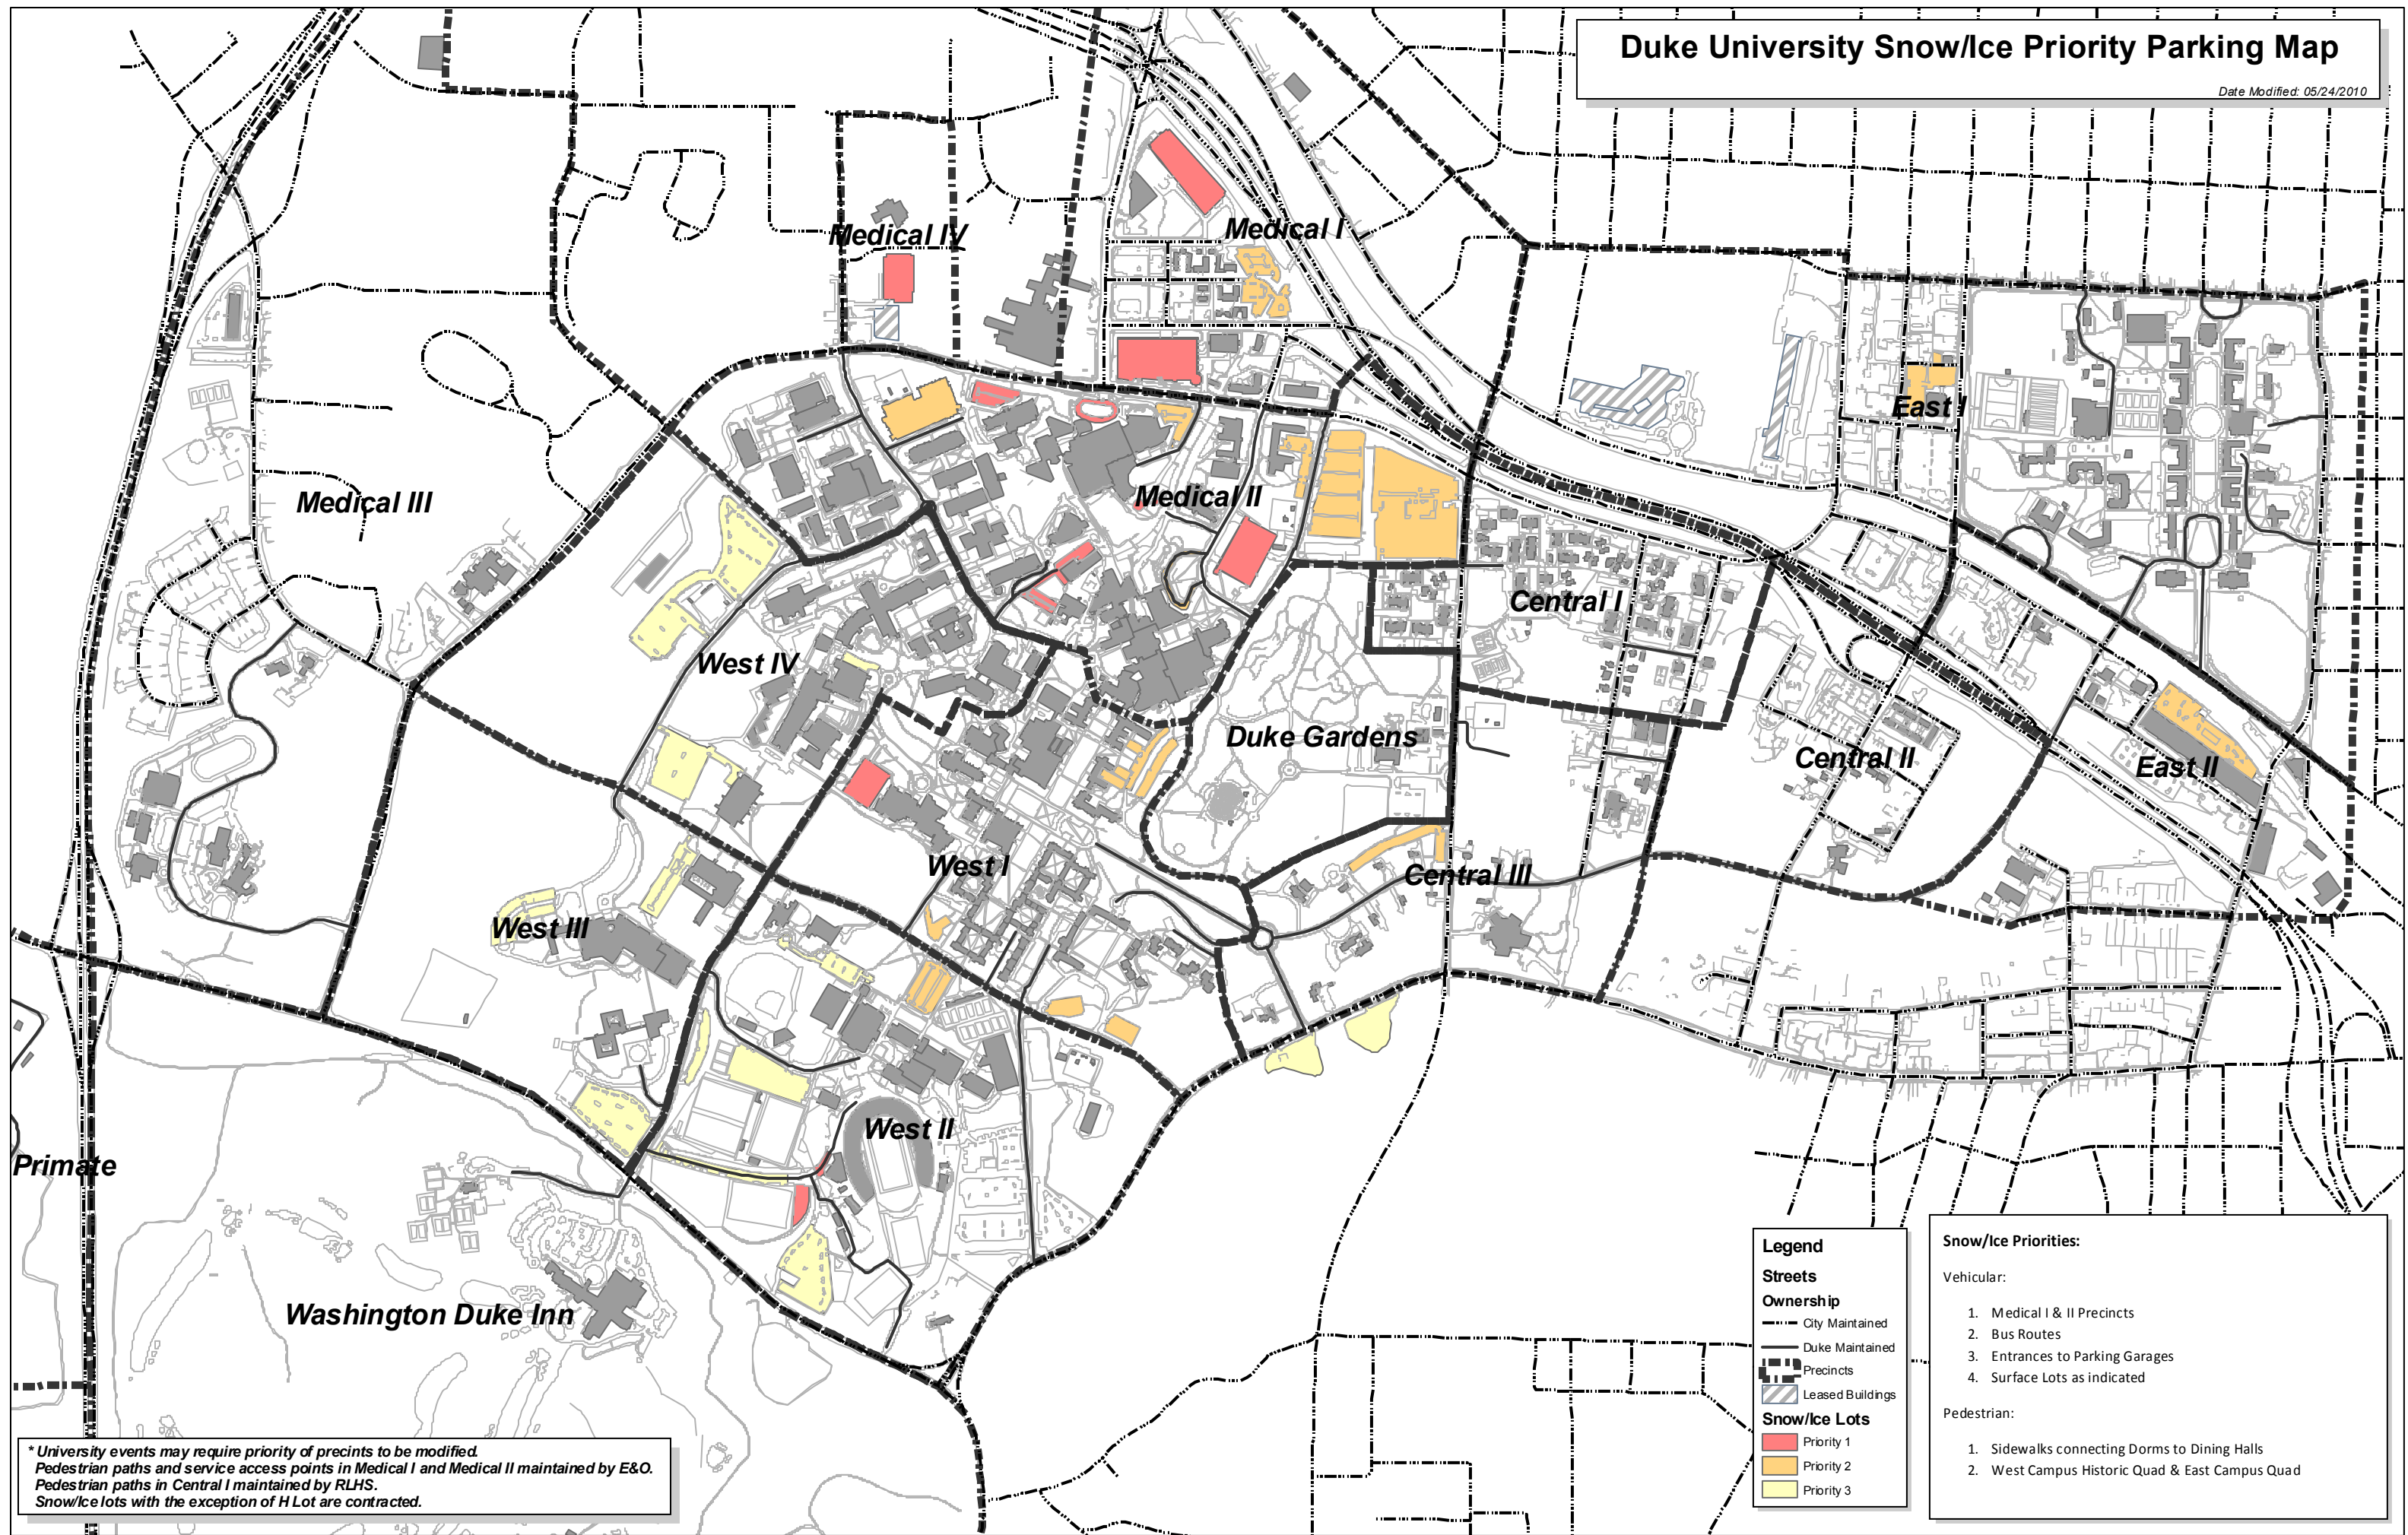 Duke University Snow/Ice Priority Parking Map
Date Modified: 05/24/2010
Medical IV
Medical I
East I
Medical III
Medical II
Central I
West IV
Duke Gardens
Central II
East II
West I
Central III
West III
West II
Primate
Washington Duke Inn
Legend
Streets
Ownership
City Maintained
Duke Maintained
Precincts
Leased Buildings
Snow/Ice Lots
Priority 1
Priority 2
Priority 3
Snow/Ice Priorities:
Vehicular:
1. Medical I & II Precincts
2. Bus Routes
3. Entrances to Parking Garages
4. Surface Lots as indicated
Pedestrian:
1. Sidewalks connecting Dorms to Dining Halls
2. West Campus Historic Quad & East Campus Quad
* University events may require priority of precints to be modified.
Pedestrian paths and service access points in Medical I and Medical II maintained by E&O.
Pedestrian paths in Central I maintained by RLHS.
Snow/Ice lots with the exception of H Lot are contracted.